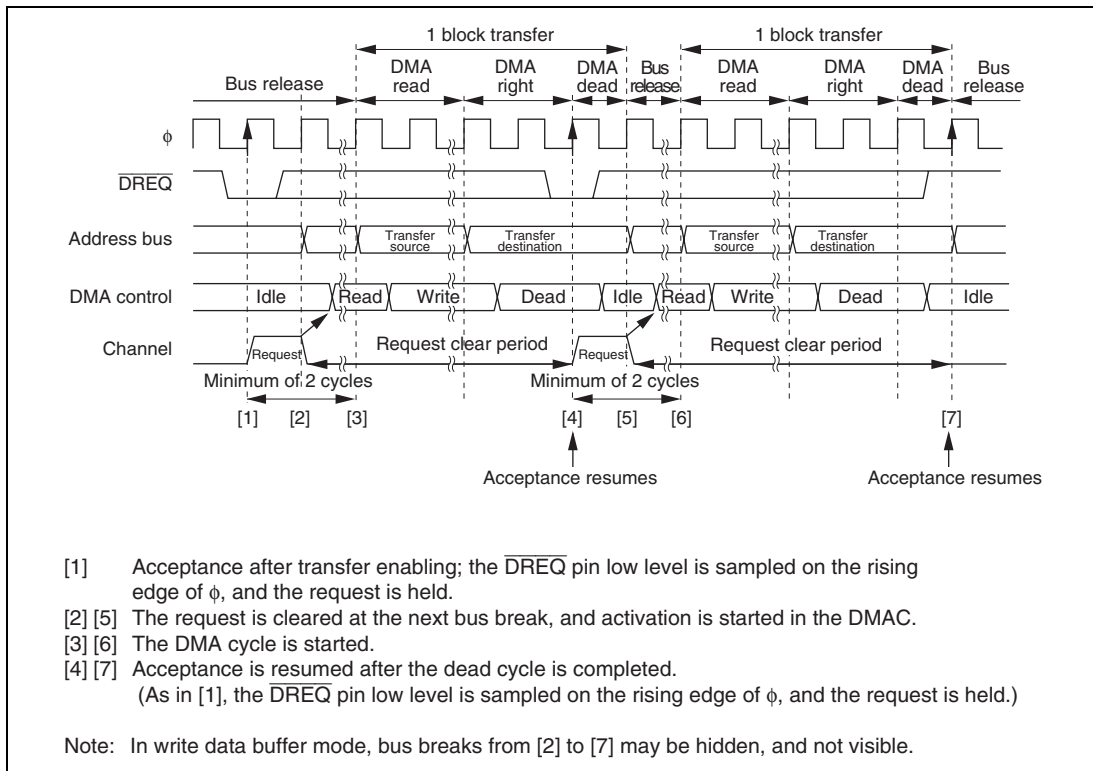 1 block transfer 1 block transfer
Bus release DMA read DMA right DMA dead Bus release DMA read DMA right DMA dead Bus release
ϕ
D̅R̅E̅Q̅
Address bus Transfer source Transfer destination Transfer source Transfer destination
DMA control Idle Read Write Dead Idle Read Write Dead Idle
Channel Request Request clear period Request Request clear period
Minimum of 2 cycles Minimum of 2 cycles
[1] [2] [3] [4] [5] [6] [7]
Acceptance resumes Acceptance resumes
[1] Acceptance after transfer enabling; the D̅R̅E̅Q̅ pin low level is sampled on the rising
edge of ϕ, and the request is held.
[2] [5] The request is cleared at the next bus break, and activation is started in the DMAC.
[3] [6] The DMA cycle is started.
[4] [7] Acceptance is resumed after the dead cycle is completed.
(As in [1], the D̅R̅E̅Q̅ pin low level is sampled on the rising edge of ϕ, and the request is held.)
Note: In write data buffer mode, bus breaks from [2] to [7] may be hidden, and not visible.